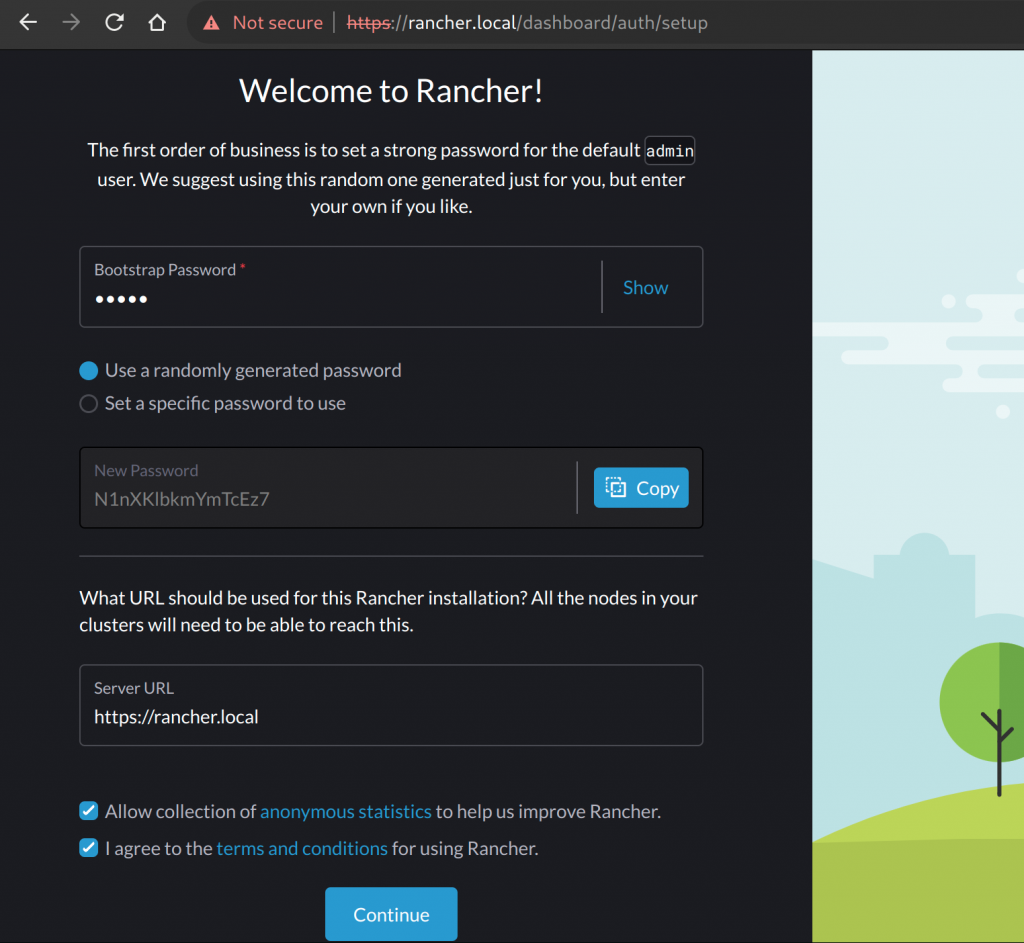 Not secure | https://rancher.local/dashboard/auth/setup
Welcome to Rancher!
The first order of business is to set a strong password for the default admin
user. We suggest using this random one generated just for you, but enter
your own if you like.
Bootstrap Password *
•••••
Show
Use a randomly generated password
Set a specific password to use
New Password
N1nXKlbkmYmTcEz7
Copy
What URL should be used for this Rancher installation? All the nodes in your
clusters will need to be able to reach this.
Server URL
https://rancher.local
Allow collection of anonymous statistics to help us improve Rancher.
I agree to the terms and conditions for using Rancher.
Continue